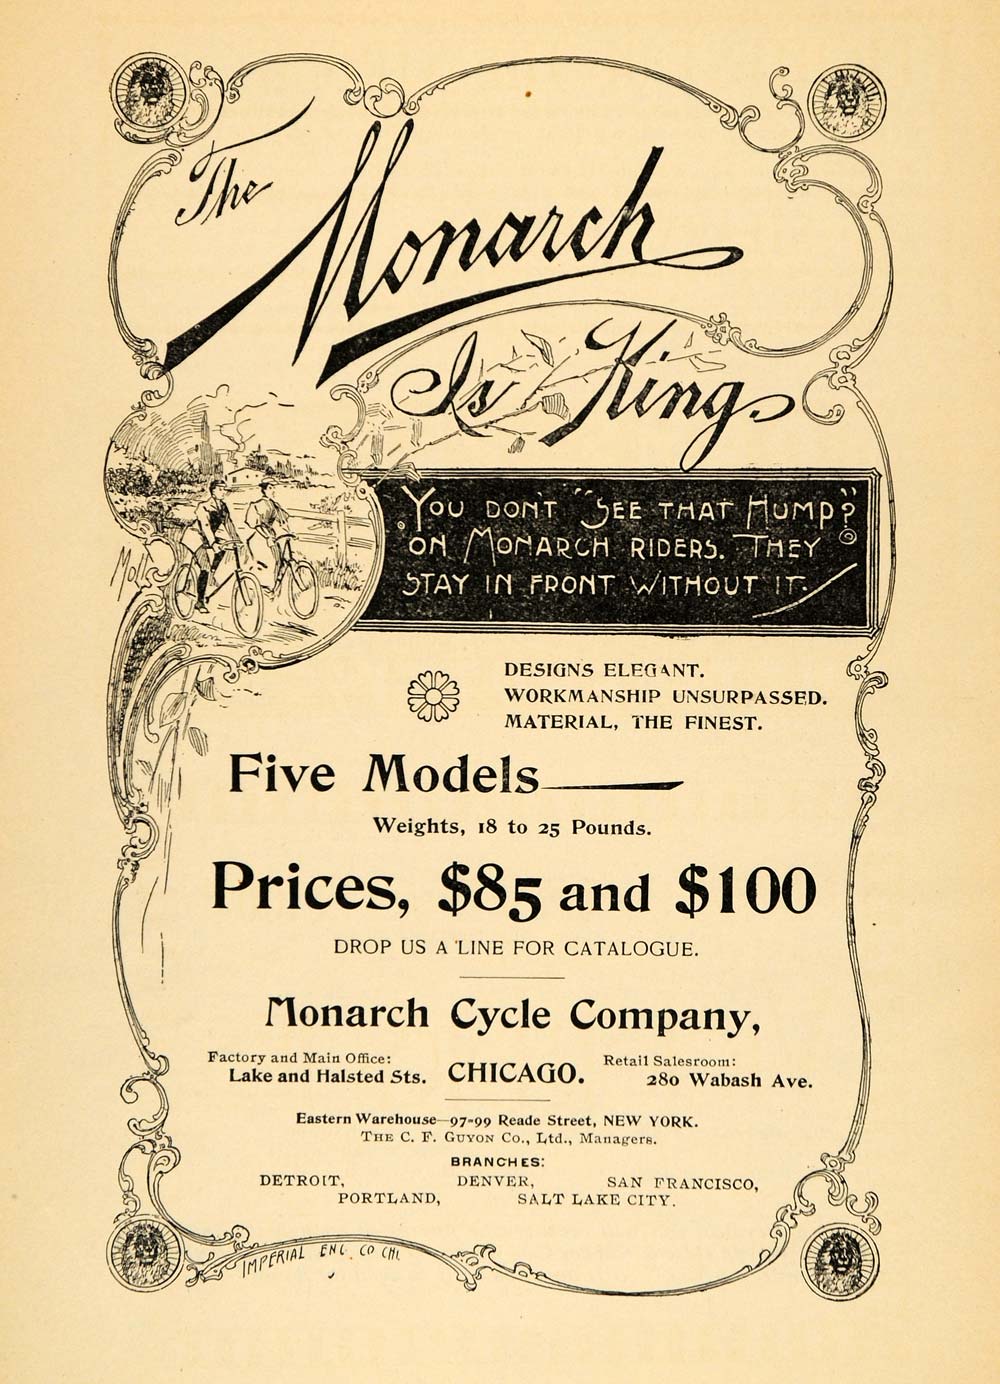 The
Monarch
Is King.
YOU DON'T "SEE THAT HUMP?"
ON MONARCH RIDERS. THEY
STAY IN FRONT WITHOUT IT.
DESIGNS ELEGANT.
WORKMANSHIP UNSURPASSED.
MATERIAL, THE FINEST.
Five Models
Weights, 18 to 25 Pounds.
Prices, $85 and $100
DROP US A LINE FOR CATALOGUE.
Monarch Cycle Company,
Factory and Main Office:
Lake and Halsted Sts.
CHICAGO.
Retail Salesroom:
280 Wabash Ave.
Eastern Warehouse—97-99 Reade Street, NEW YORK.
THE C. F. GUYON CO., Ltd., Managers.
BRANCHES:
DETROIT, DENVER, SAN FRANCISCO,
PORTLAND, SALT LAKE CITY.
IMPERIAL ENG. CO CHI.